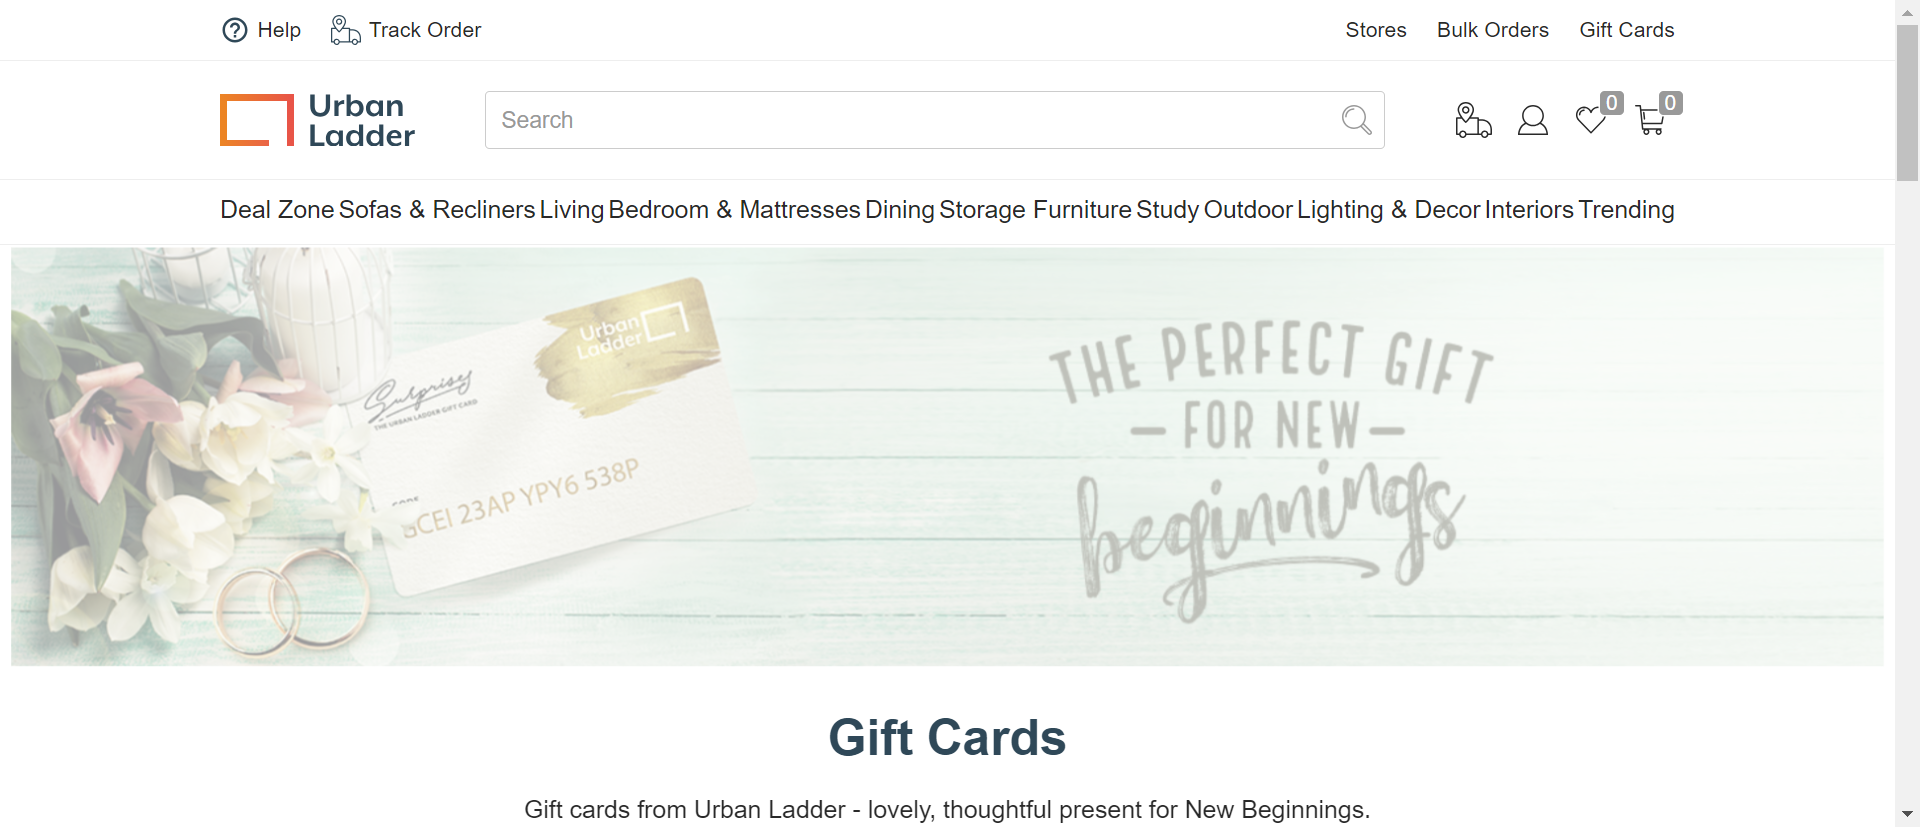 Help
Track Order
Stores
Bulk Orders
Gift Cards
Urban
Ladder
Search
0
0
Deal Zone Sofas & Recliners Living Bedroom & Mattresses Dining Storage Furniture Study Outdoor Lighting & Decor Interiors Trending
Urban
Ladder
Surprises
THE URBAN LADDER GIFT CARD
CODE
GCEI 23AP YPY6 538P
THE PERFECT GIFT
FOR NEW
beginnings
Gift Cards
Gift cards from Urban Ladder - lovely, thoughtful present for New Beginnings.